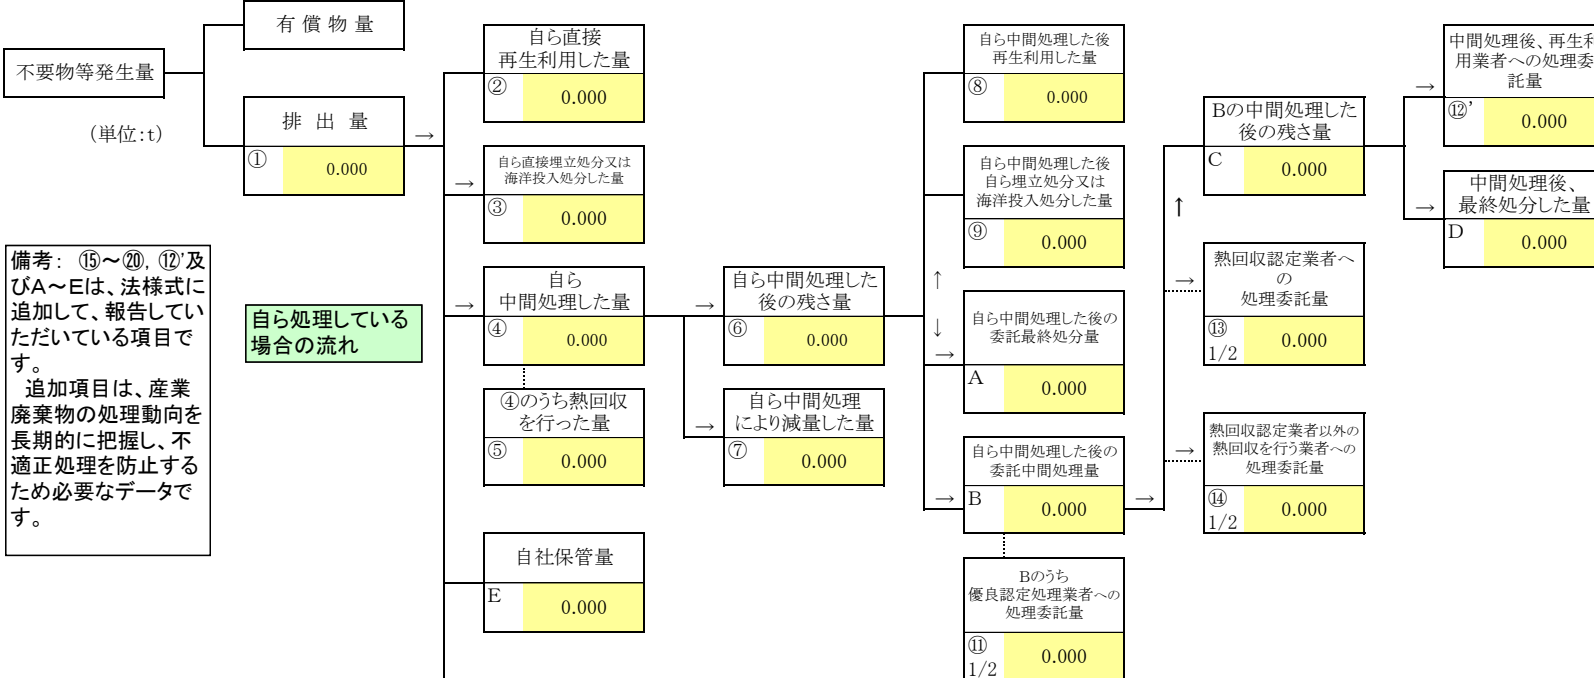 有 償 物 量
不要物等発生量
(単位:t)
排 出 量
→
①
0.000
備考： ⑮～⑳, ⑫'及
びA～Eは、法様式に
追加して、報告してい
ただいている項目で
す。
追加項目は、産業
廃棄物の処理動向を
長期的に把握し、不
適正処理を防止する
ため必要なデータで
す。
自ら処理している
場合の流れ
自ら直接
再生利用した量
②
0.000
→
自ら直接埋立処分又は
海洋投入処分した量
③
0.000
→
自ら
中間処理した量
④
0.000
④のうち熱回収
を行った量
⑤
0.000
自社保管量
E
0.000
→
自ら中間処理した
後の残さ量
⑥
0.000
→
自ら中間処理
により減量した量
⑦
0.000
自ら中間処理した後
再生利用した量
⑧
0.000
自ら中間処理した後
自ら埋立処分又は
海洋投入処分した量
⑨
0.000
↑
↓
→
自ら中間処理した後の
委託最終処分量
A
0.000
→
自ら中間処理した後の
委託中間処理量
B
0.000
→
Bのうち
優良認定処理業者への
処理委託量
⑪
1/2
0.000
Bの中間処理した
後の残さ量
C
0.000
↑
→
熱回収認定業者へ
の
処理委託量
⑬
1/2
0.000
→
熱回収認定業者以外の
熱回収を行う業者への
処理委託量
⑭
1/2
0.000
→
中間処理後、再生利
用業者への処理委
託量
⑫'
0.000
→
中間処理後、
最終処分した量
D
0.000